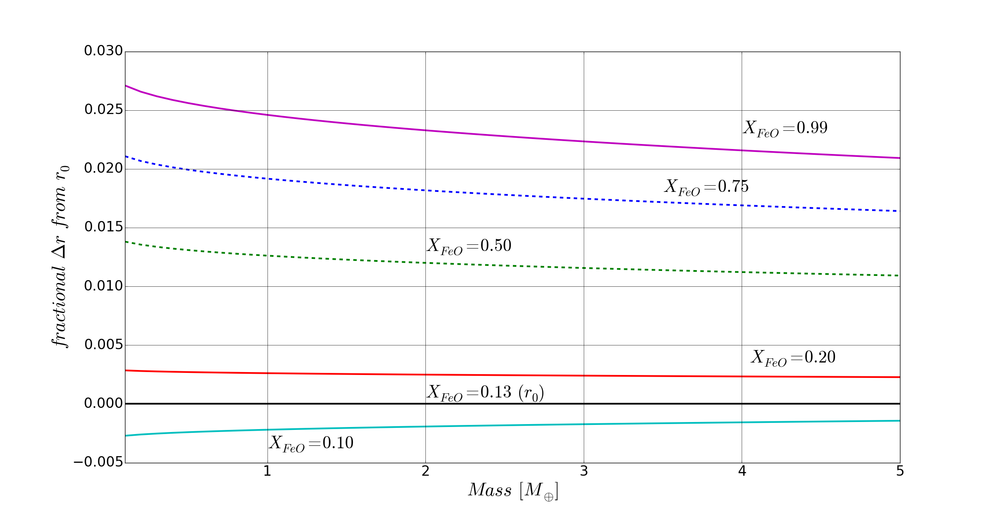 0.030
0.025
0.020
0.015
0.010
0.005
0.000
−0.005
fractional Δr from r₀
X_FeO=0.99
X_FeO=0.75
X_FeO=0.50
X_FeO=0.20
X_FeO=0.13 (r₀)
X_FeO=0.10
1 2 3 4 5
Mass [M⊕]